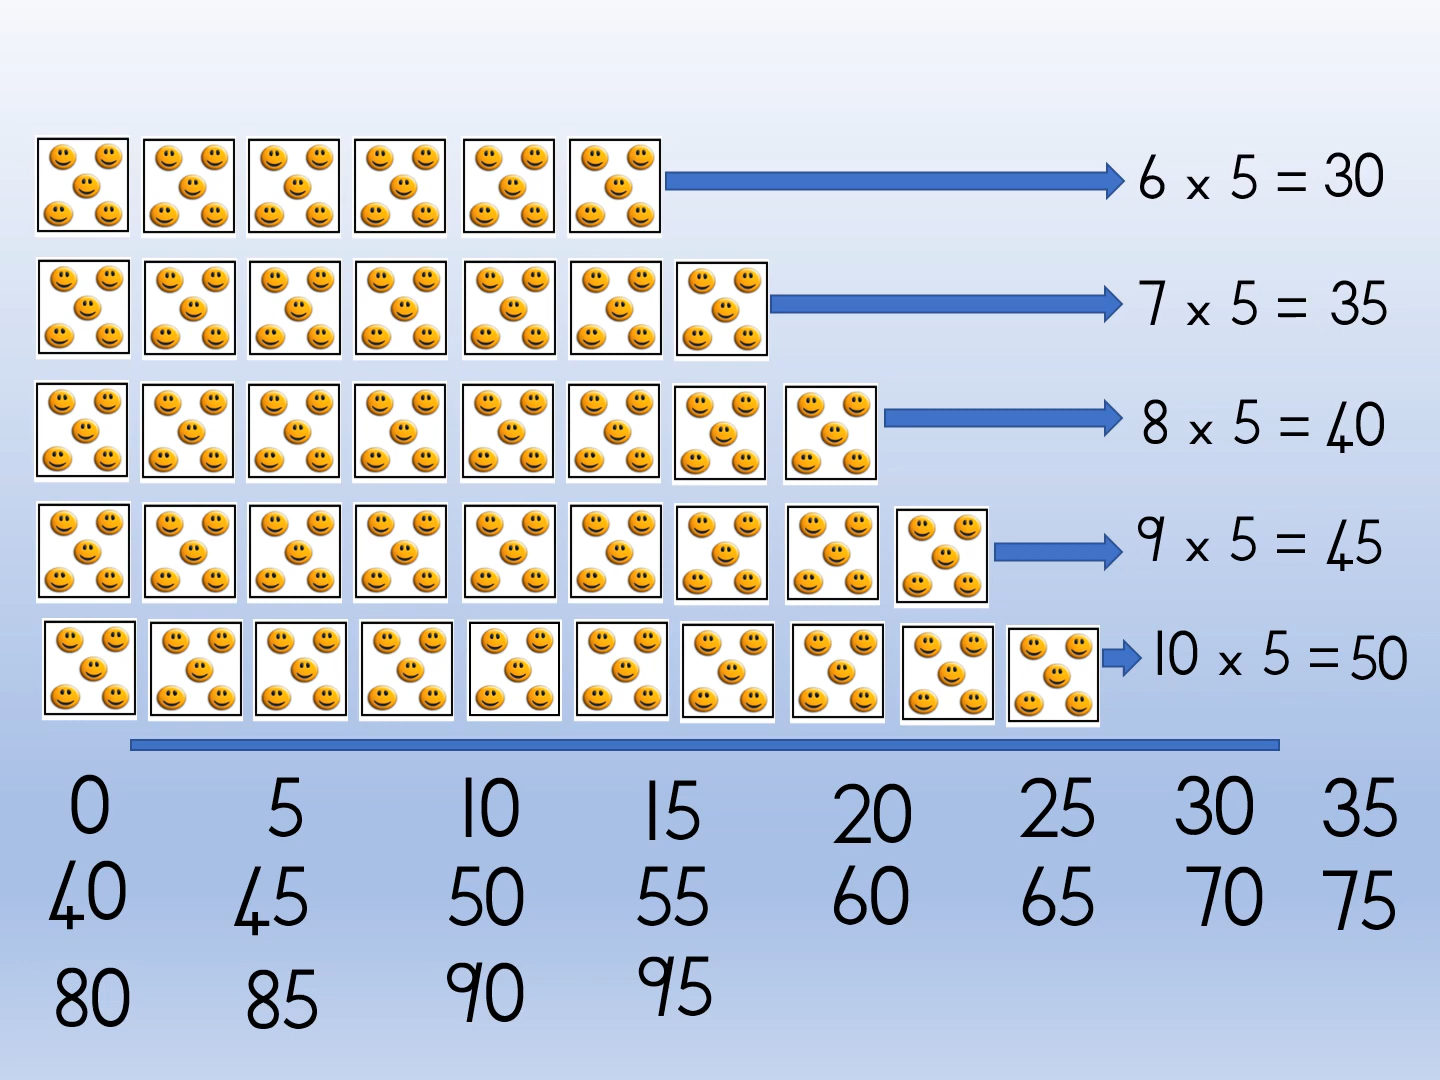 6 x 5 = 30
7 x 5 = 35
8 x 5 = 40
9 x 5 = 45
10 x 5 = 50
0 5 10 15 20 25 30 35
40 45 50 55 60 65 70 75
80 85 90 95